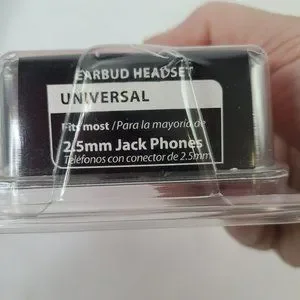 EARBUD HEADSET
UNIVERSAL
Fits most /Para la mayoría de
2.5mm Jack Phones
Teléfonos con conector de 2.5mm